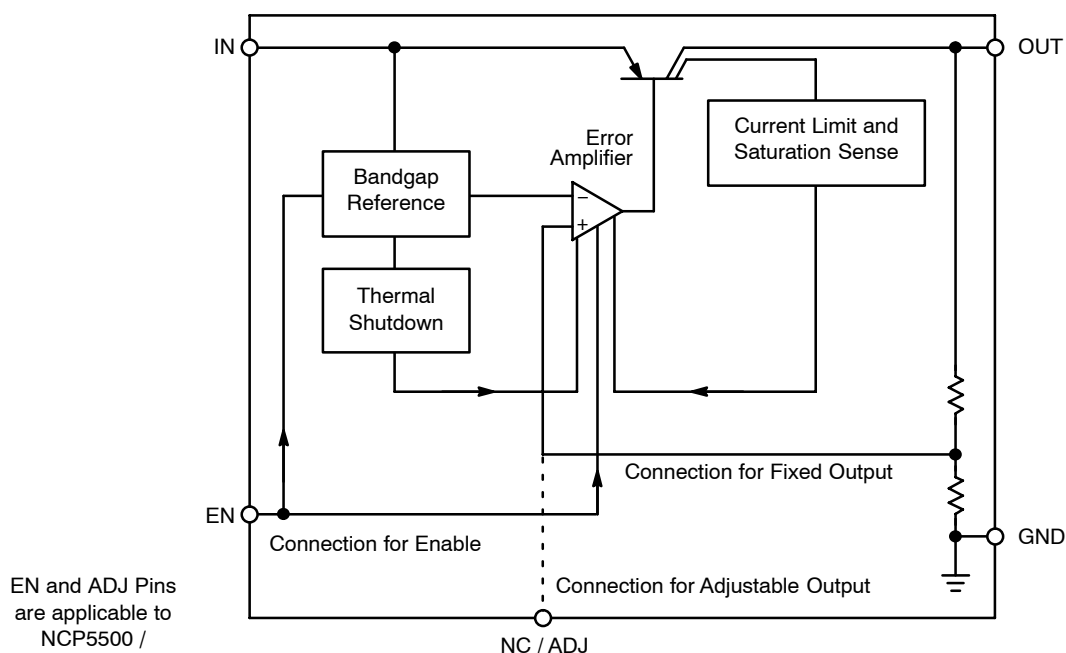 IN
OUT
Error
Amplifier
Current Limit and
Saturation Sense
Bandgap
Reference
−
+
Thermal
Shutdown
Connection for Fixed Output
EN
Connection for Enable
GND
EN and ADJ Pins
are applicable to
NCP5500 /
Connection for Adjustable Output
NC / ADJ